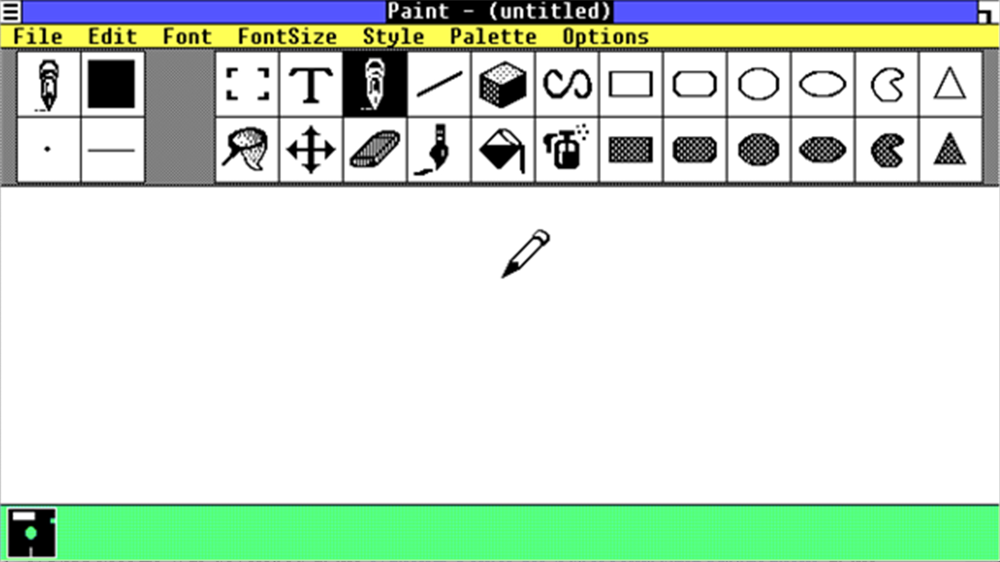 Paint - (untitled)
File Edit Font FontSize Style Palette Options
T